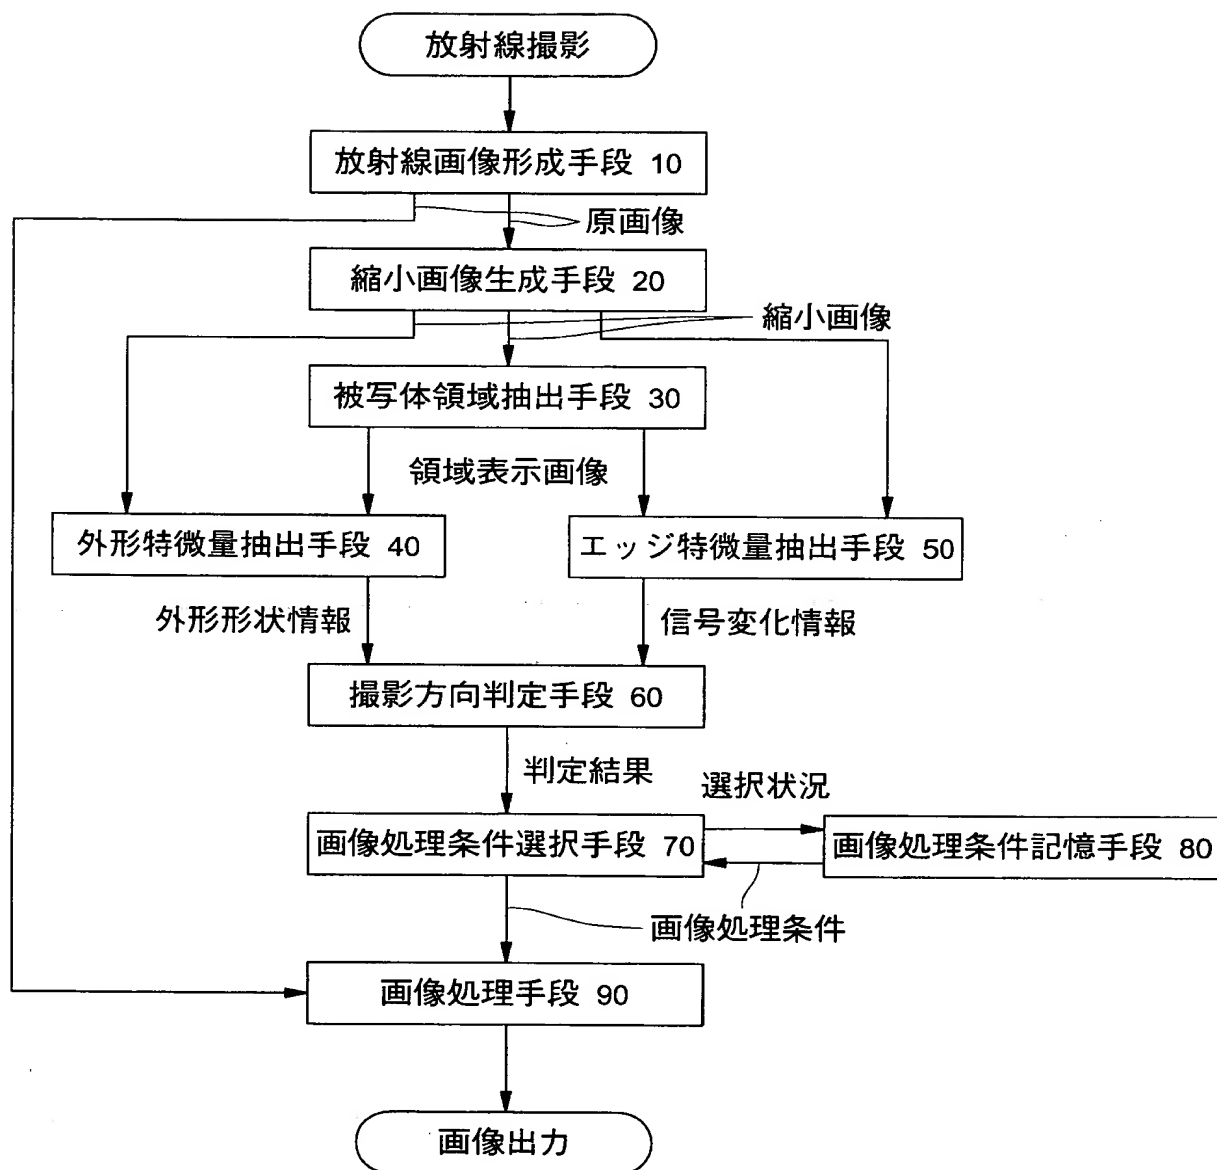 放射線撮影
放射線画像形成手段 10
原画像
縮小画像生成手段 20
縮小画像
被写体領域抽出手段 30
領域表示画像
外形特微量抽出手段 40
エッジ特微量抽出手段 50
外形形状情報
信号変化情報
撮影方向判定手段 60
判定結果
選択状況
画像処理条件選択手段 70
画像処理条件記憶手段 80
画像処理条件
画像処理手段 90
画像出力